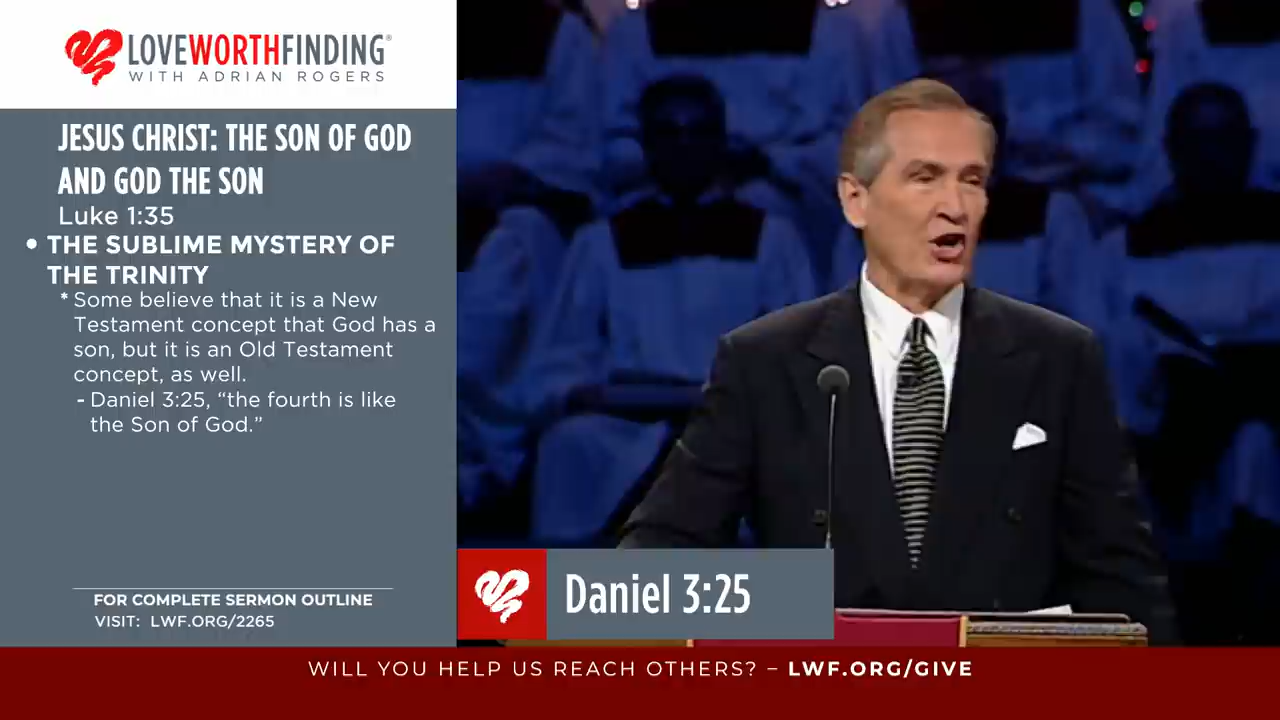 LOVEWORTHFINDING®
WITH ADRIAN ROGERS
JESUS CHRIST: THE SON OF GOD
AND GOD THE SON
Luke 1:35
• THE SUBLIME MYSTERY OF
THE TRINITY
* Some believe that it is a New
Testament concept that God has a
son, but it is an Old Testament
concept, as well.
- Daniel 3:25, “the fourth is like
the Son of God.”
FOR COMPLETE SERMON OUTLINE
VISIT: LWF.ORG/2265
Daniel 3:25
WILL YOU HELP US REACH OTHERS? – LWF.ORG/GIVE